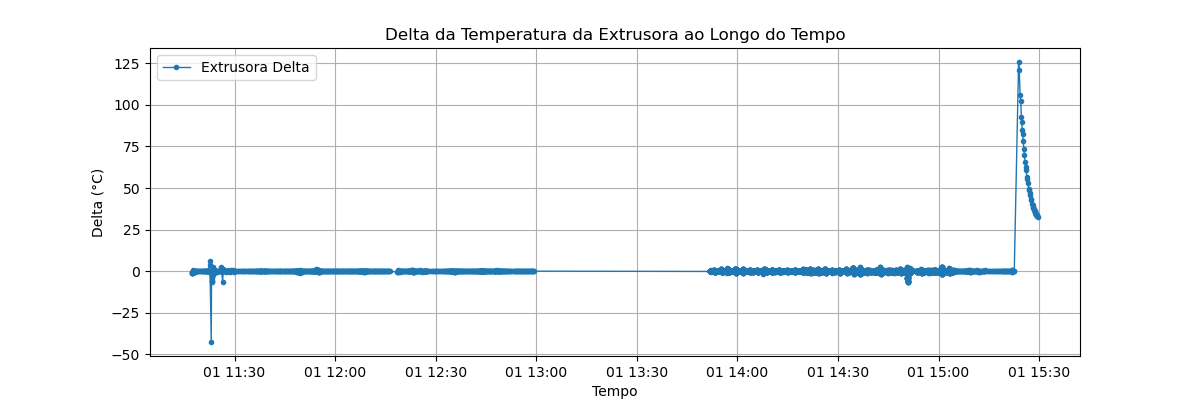 Delta da Temperatura da Extrusora ao Longo do Tempo
Extrusora Delta
Delta (°C)
125
100
75
50
25
0
−25
−50
01 11:30 01 12:00 01 12:30 01 13:00 01 13:30 01 14:00 01 14:30 01 15:00 01 15:30
Tempo